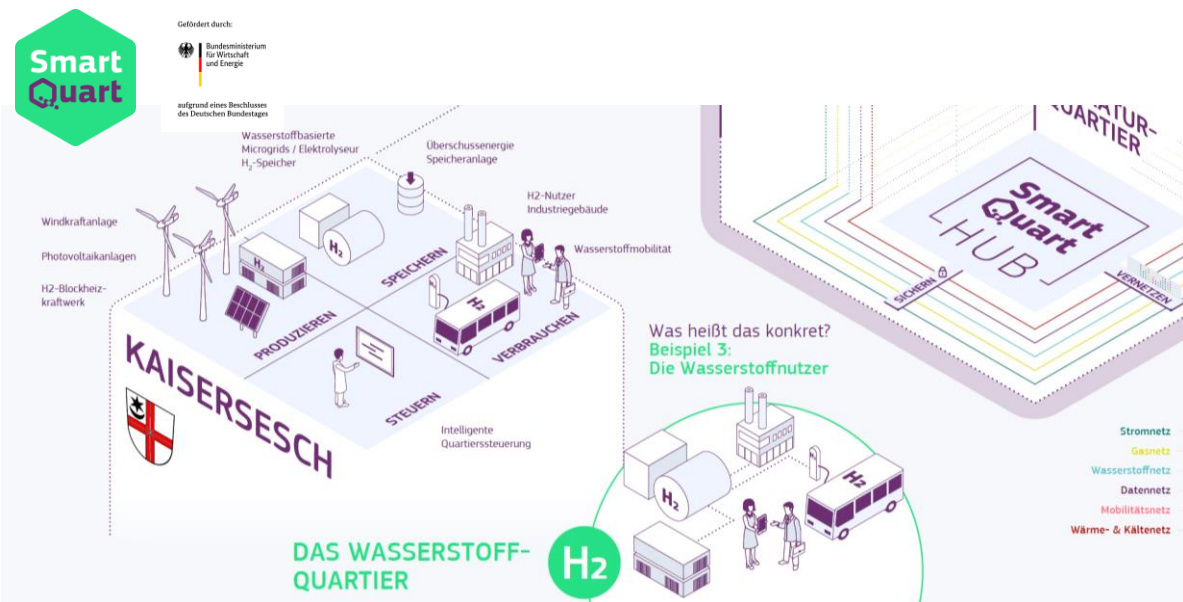 Smart
Quart
Gefördert durch:
Bundesministerium
für Wirtschaft
und Energie
aufgrund eines Beschlusses
des Deutschen Bundestages
Wasserstoffbasierte
Microgrids / Elektrolyseur
H₂-Speicher
Überschussenergie
Speicheranlage
H2-Nutzer
Industriegebäude
Wasserstoffmobilität
Windkraftanlage
Photovoltaikanlagen
H2-Blockheiz-
kraftwerk
H2
H2
H2
SPEICHERN
PRODUZIEREN
VERBRAUCHEN
STEUERN
KAISERSESCH
Intelligente
Quartierssteuerung
QUARTIER
Smart
Quart
HUB
SICHERN
VERNETZEN
Was heißt das konkret?
Beispiel 3:
Die Wasserstoffnutzer
H2
H2
DAS WASSERSTOFF-
QUARTIER
H2
Stromnetz
Gasnetz
Wasserstoffnetz
Datennetz
Mobilitätsnetz
Wärme- & Kältenetz